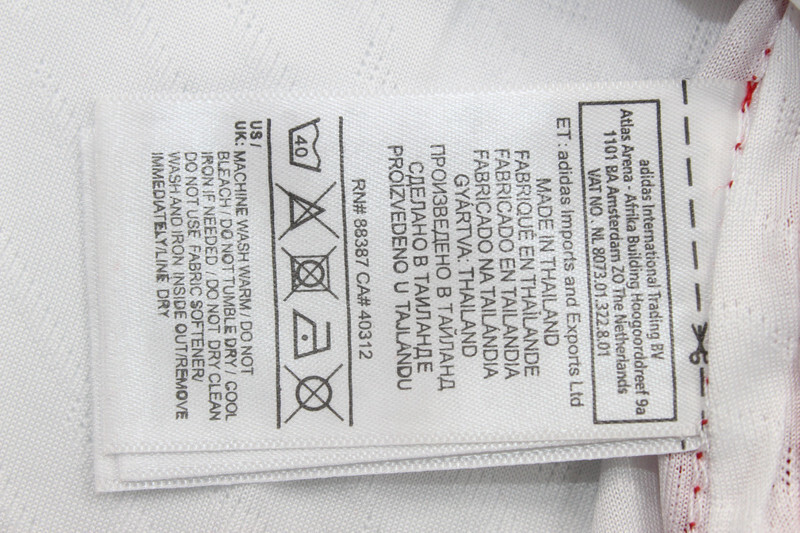 adidas International Trading BV
Atlas Arena - Afrika Building Hoogoorddreef 9a
1101 BA Amsterdam ZO The Netherlands
VAT NO. NL 8073.01.322.B.01
ET : adidas Imports and Exports Ltd
MADE IN THAILAND
FABRIQUÉ EN THAÏLANDE
FABRICADO EN TAILANDIA
FABRICADO NA TAILÂNDIA
GYÁRTVA: THAILAND
ПРОИЗВЕДЕНО В ТАЙЛАНД
СДЕЛАНО В ТАИЛАНДЕ
PROIZVEDENO U TAJLANDU
RN# 88387 CA# 40312
40
US /
UK: MACHINE WASH WARM / DO NOT
BLEACH / DO NOT TUMBLE DRY / COOL
IRON IF NEEDED / DO NOT DRY CLEAN
DO NOT USE FABRIC SOFTENER/
WASH AND IRON INSIDE OUT/REMOVE
IMMEDIATELY/LINE DRY